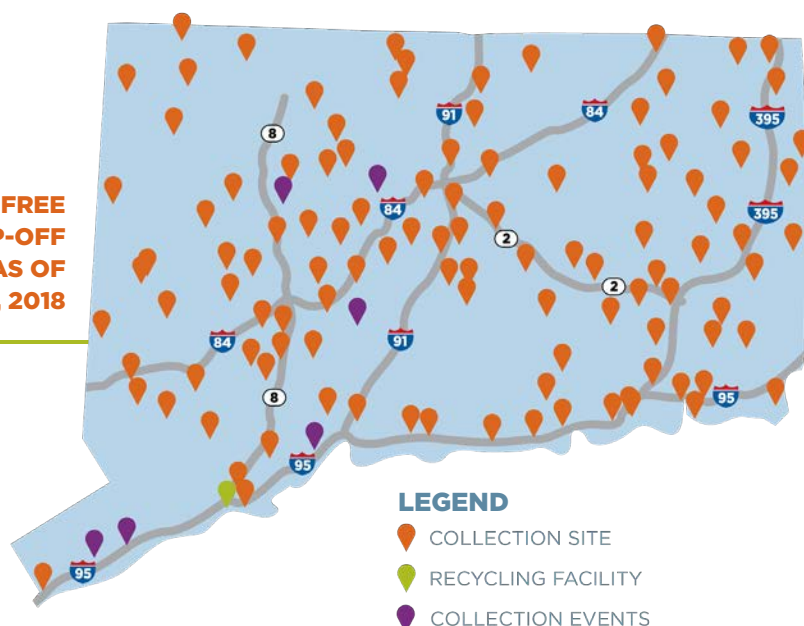 FREE
P-OFF
AS OF
, 2018
91
84
395
8
84
395
2
2
84
91
8
95
95
95
LEGEND
COLLECTION SITE
RECYCLING FACILITY
COLLECTION EVENTS